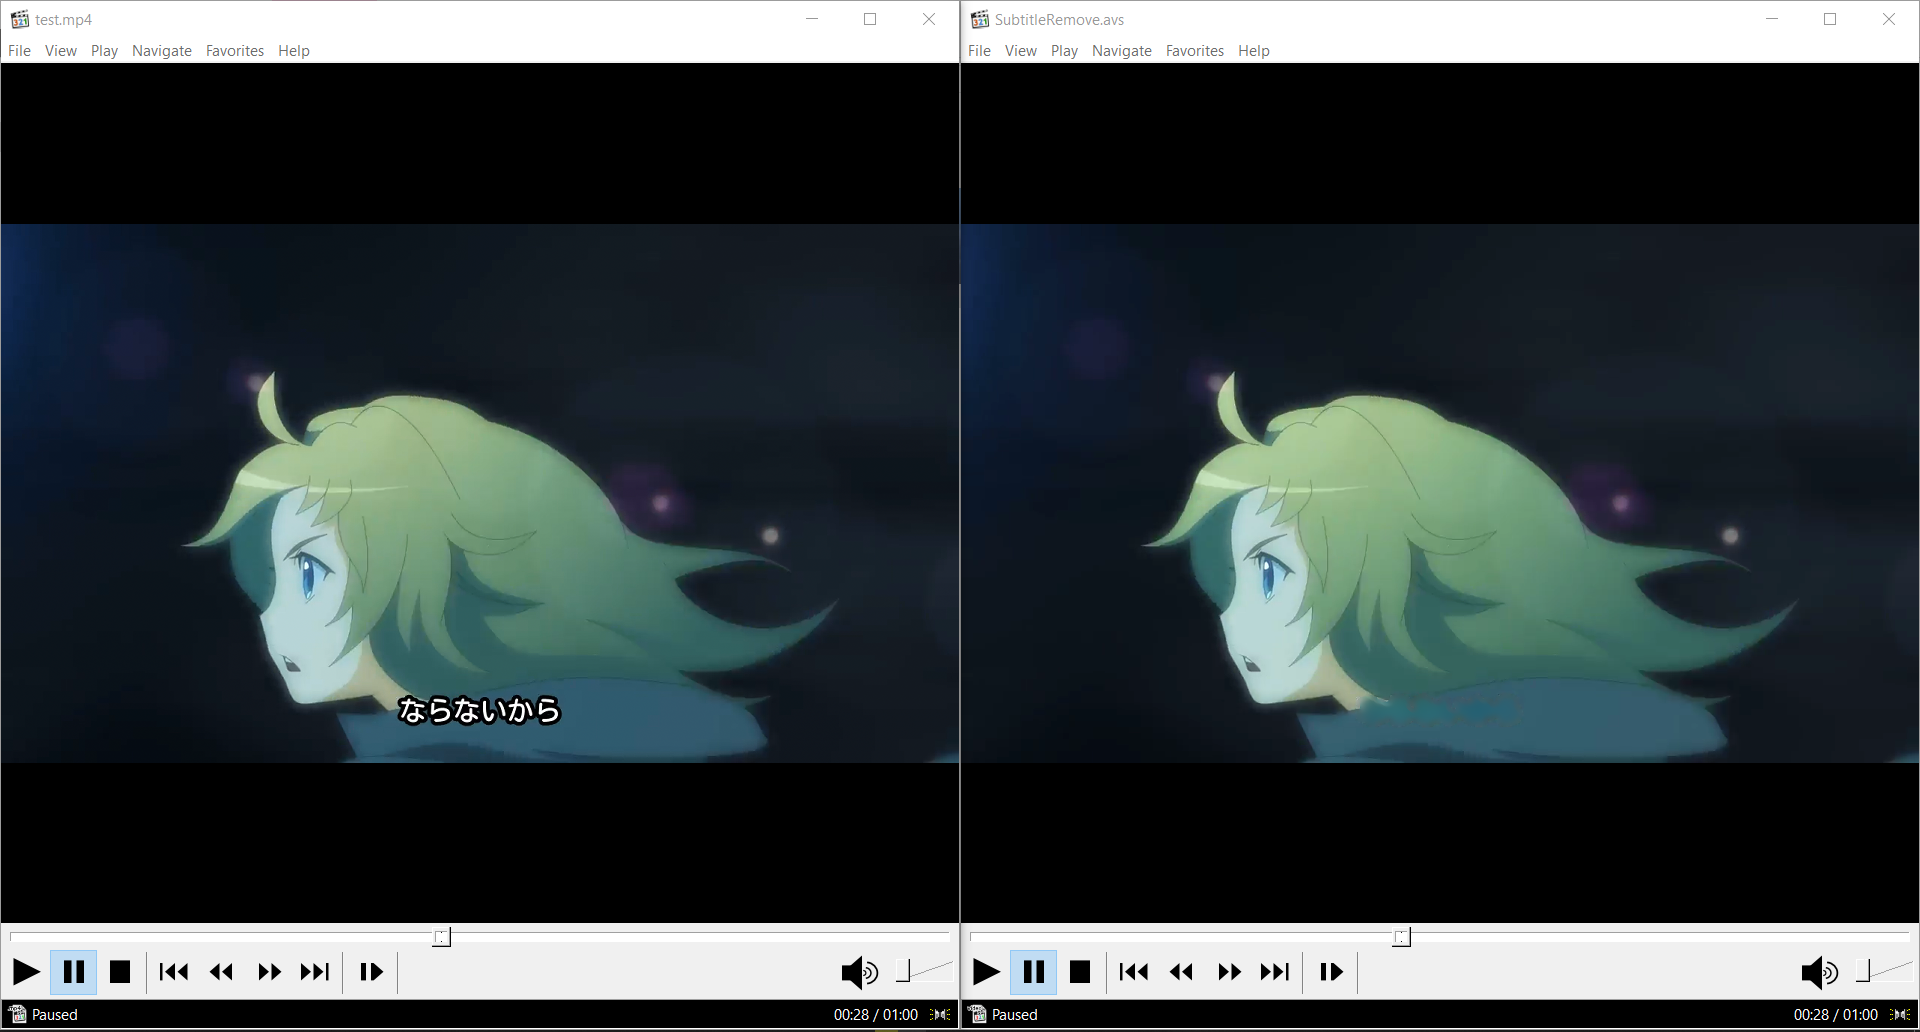 test.mp4
File View Play Navigate Favorites Help
ならないから
Paused
00:28 / 01:00
SubtitleRemove.avs
File View Play Navigate Favorites Help
Paused
00:28 / 01:00